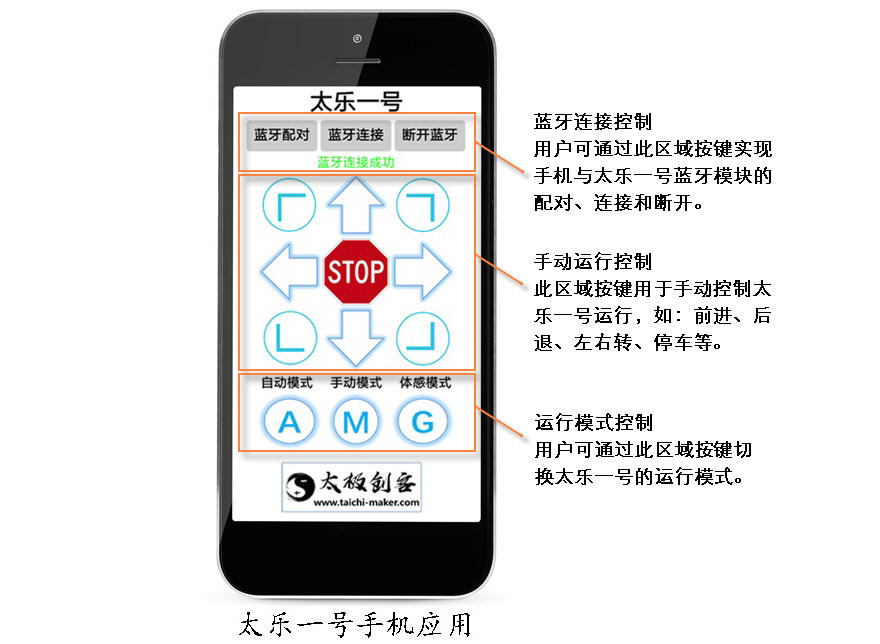 太乐一号
蓝牙配对 蓝牙连接 断开蓝牙
蓝牙连接成功
STOP
自动模式 手动模式 体感模式
A M G
太极创客
www.taichi-maker.com
蓝牙连接控制
用户可通过此区域按键实现
手机与太乐一号蓝牙模块的
配对、连接和断开。
手动运行控制
此区域按键用于手动控制太
乐一号运行，如：前进、后
退、左右转、停车等。
运行模式控制
用户可通过此区域按键切
换太乐一号的运行模式。
太乐一号手机应用